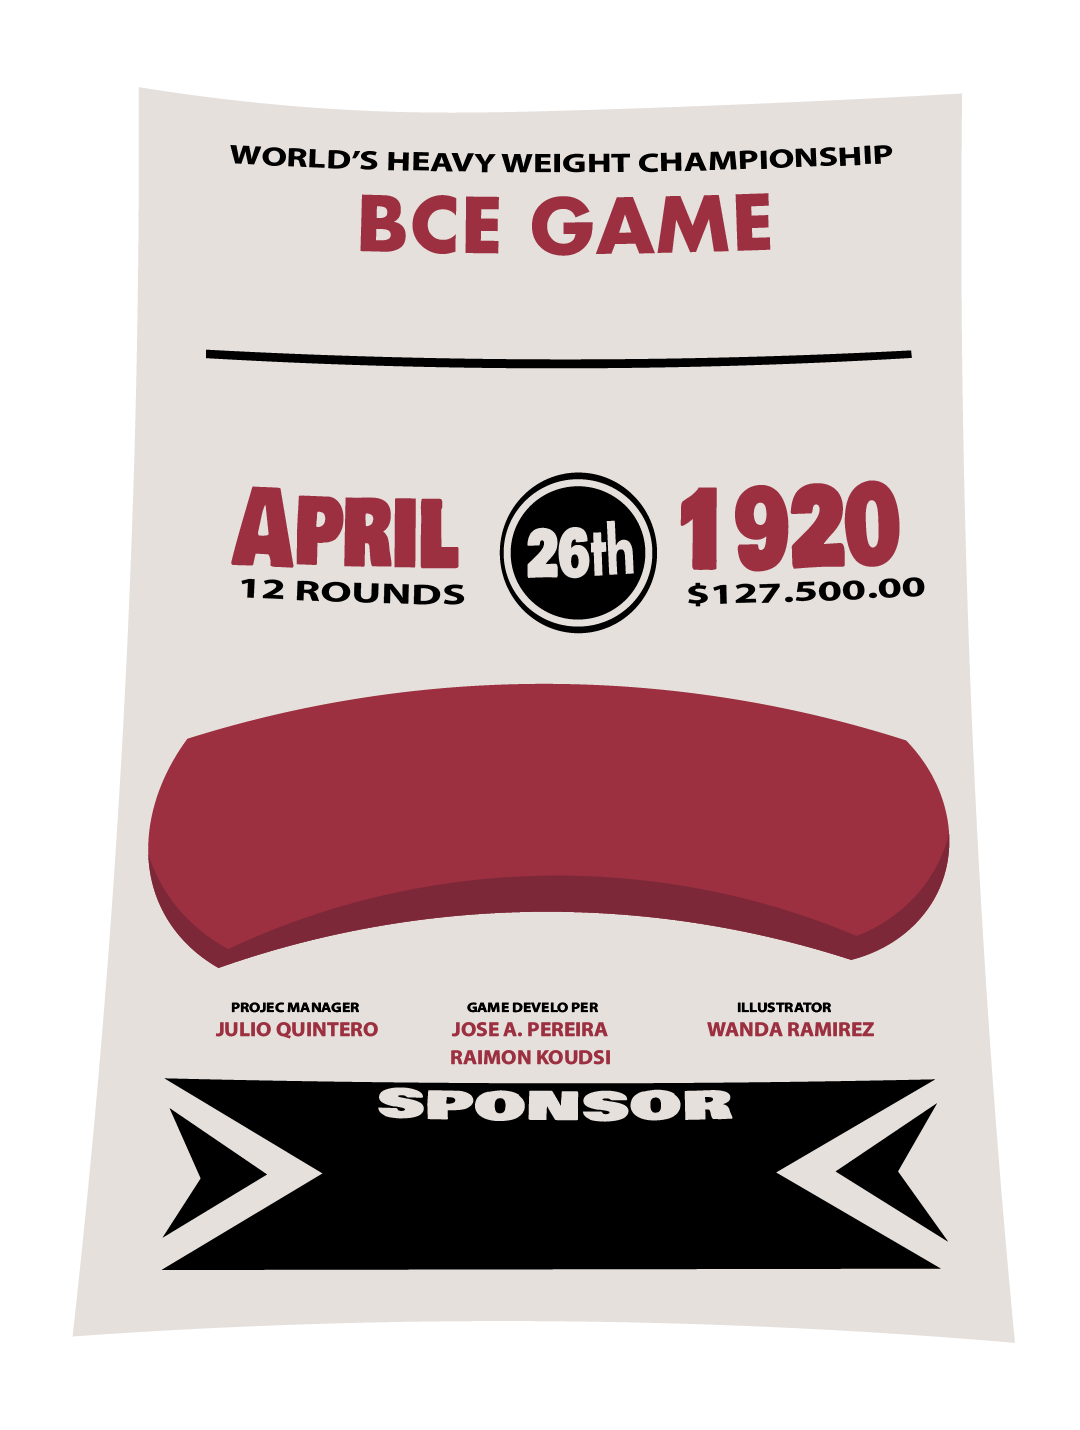 WORLD'S HEAVY WEIGHT CHAMPIONSHIP
BCE GAME
APRIL 26th 1920
12 ROUNDS $127.500.00
PROJEC MANAGER GAME DEVELO PER ILLUSTRATOR
JULIO QUINTERO JOSE A. PEREIRA WANDA RAMIREZ
RAIMON KOUDSI
SPONSOR